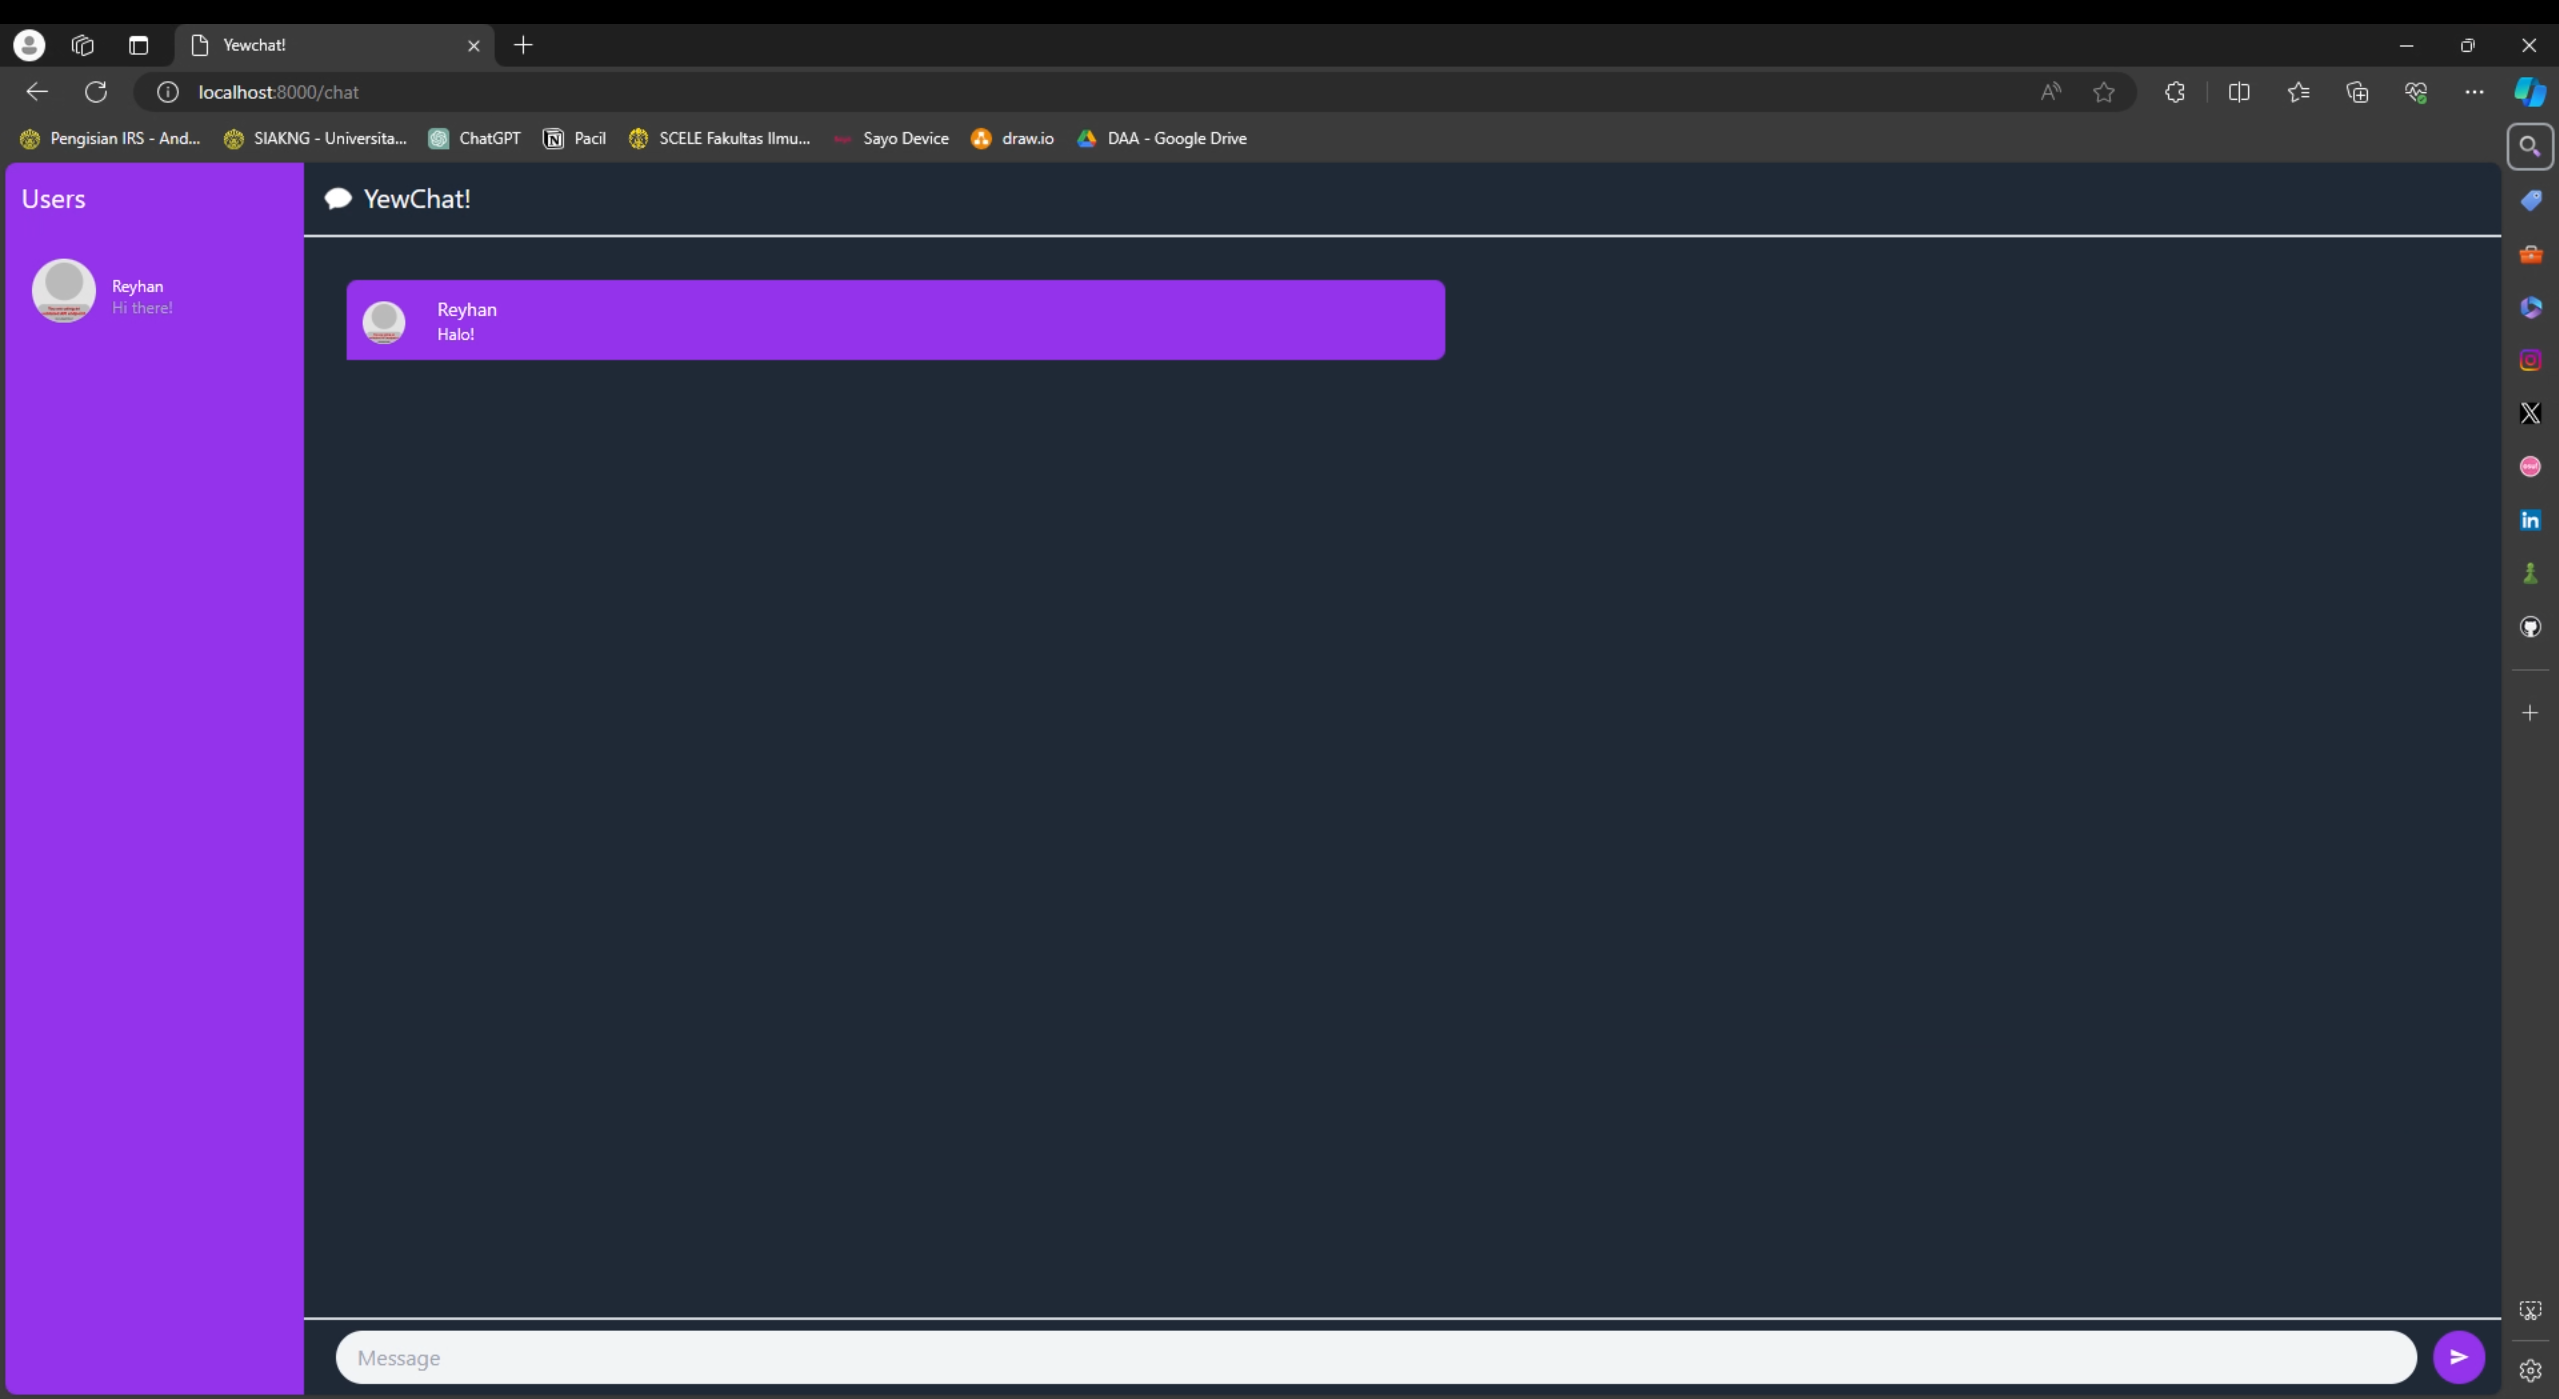 Yewchat!
localhost:8000/chat
Pengisian IRS - And... SIAKNG - Universita... ChatGPT Pacil SCELE Fakultas Ilmu... Sayo Device draw.io DAA - Google Drive
Users
YewChat!
Reyhan
Hi there!
Reyhan
Halo!
Message